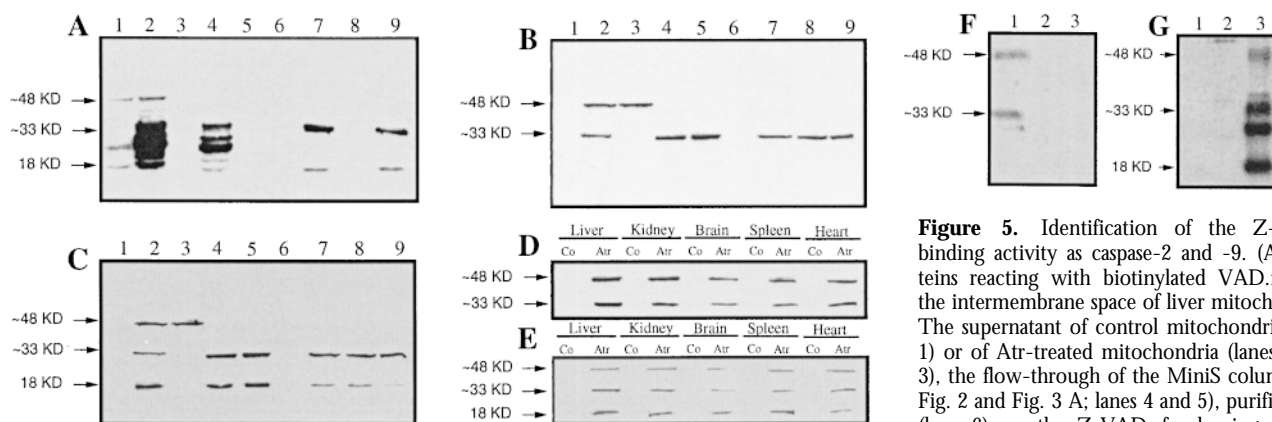 A 1 2 3 4 5 6 7 8 9
~48 KD
~33 KD
18 KD
B 1 2 3 4 5 6 7 8 9
~48 KD
~33 KD
C 1 2 3 4 5 6 7 8 9
~48 KD
~33 KD
18 KD
D Liver Kidney Brain Spleen Heart
Co Atr Co Atr Co Atr Co Atr Co Atr
~48 KD
~33 KD
E Liver Kidney Brain Spleen Heart
Co Atr Co Atr Co Atr Co Atr Co Atr
~48 KD
~33 KD
18 KD
F 1 2 3
~48 KD
~33 KD
G 1 2 3
~48 KD
~33 KD
18 KD
Figure 5. Identification of the Z-
binding activity as caspase-2 and -9. (A
teins reacting with biotinylated VAD.
the intermembrane space of liver mitoch
The supernatant of control mitochondri
1) or of Atr-treated mitochondria (lanes
3), the flow-through of the MiniS colum
Fig. 2 and Fig. 3 A; lanes 4 and 5), purifi